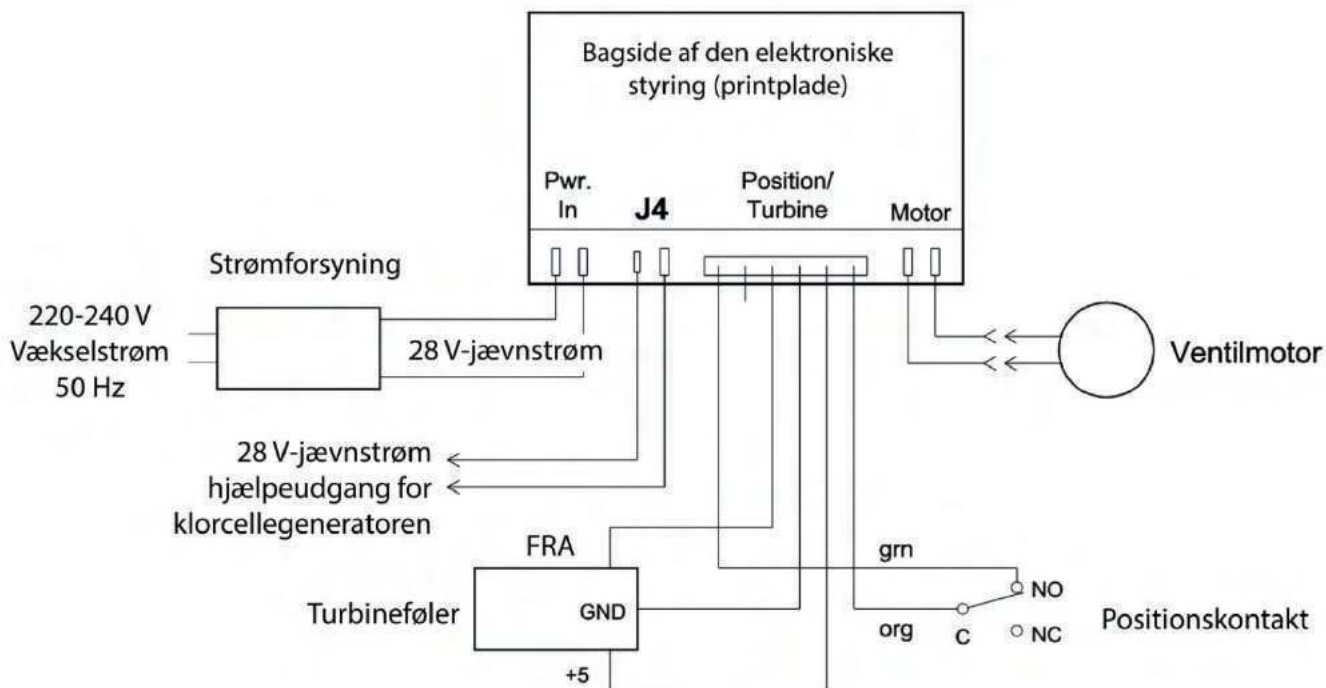 Bagside af den elektroniske
styring (printplade)
Pwr.
In
J4
Position/
Turbine
Motor
Strømforsyning
220-240 V
Vækselstrøm
50 Hz
28 V-jævnstrøm
Ventilmotor
28 V-jævnstrøm
hjælpeudgang for
klorcellegeneratoren
FRA
Turbineføler
GND
+5
grn
org
C
NO
NC
Positionskontakt